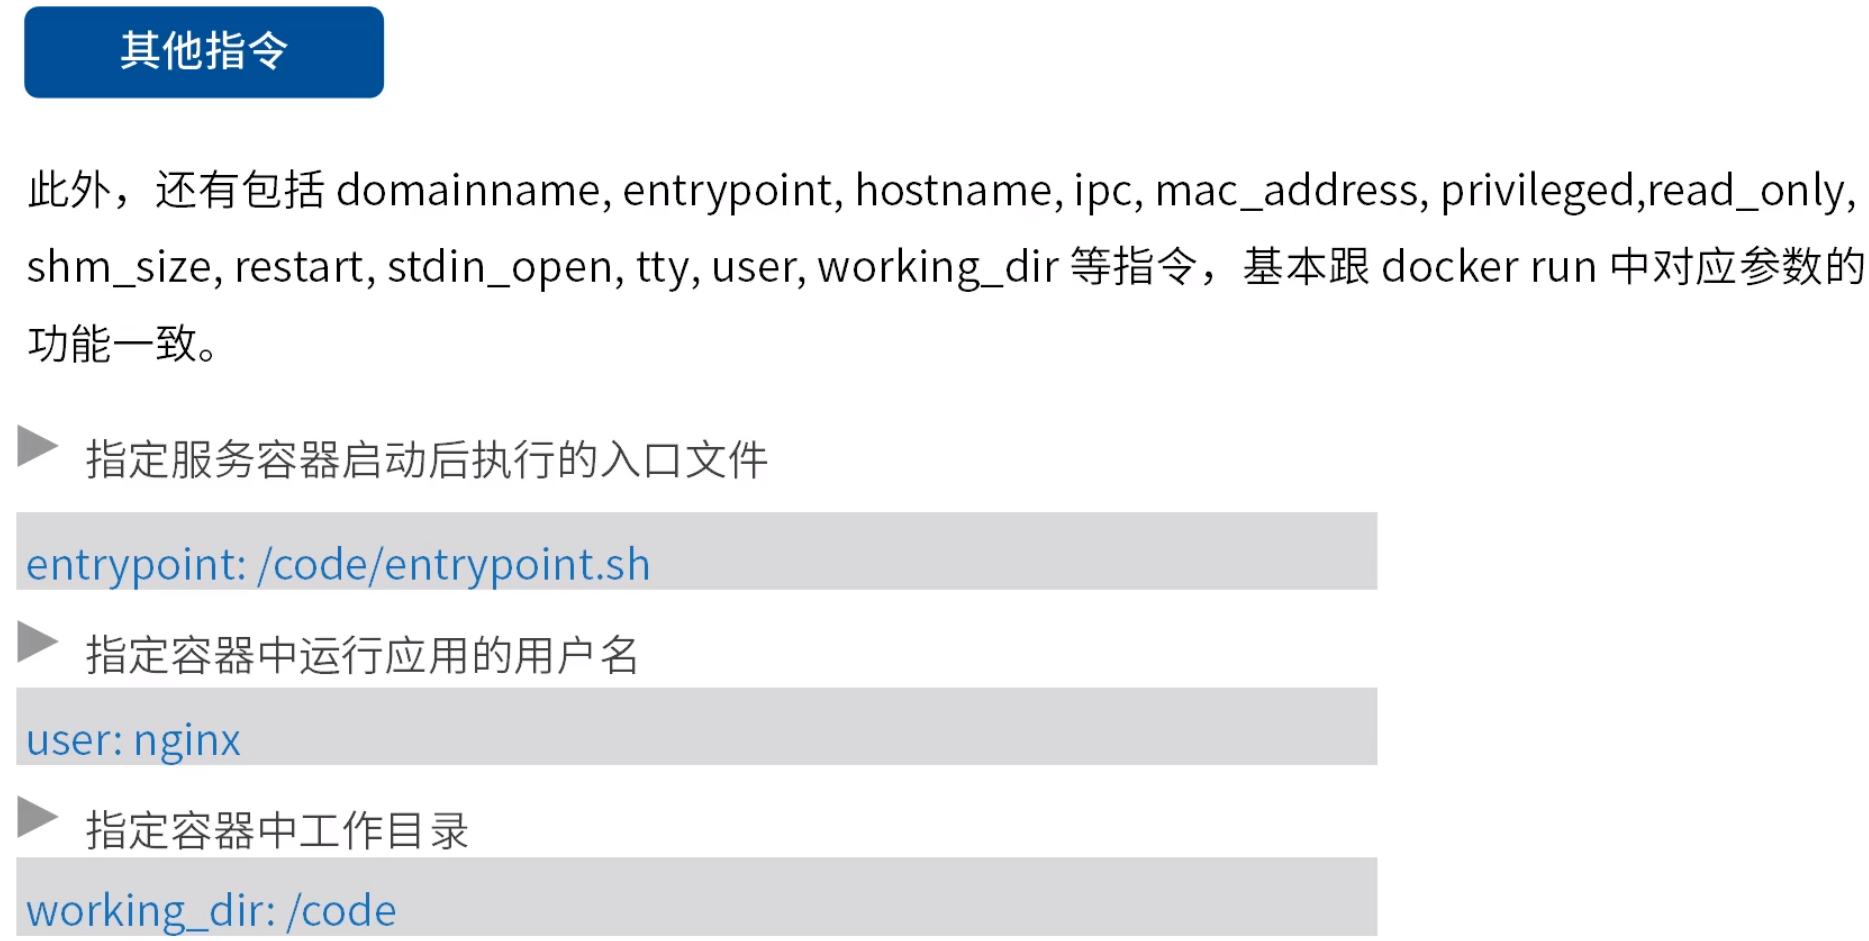 其他指令
此外，还有包括 domainname, entrypoint, hostname, ipc, mac_address, privileged,read_only,
shm_size, restart, stdin_open, tty, user, working_dir 等指令，基本跟 docker run 中对应参数的
功能一致。
指定服务容器启动后执行的入口文件
entrypoint: /code/entrypoint.sh
指定容器中运行应用的用户名
user: nginx
指定容器中工作目录
working_dir: /code